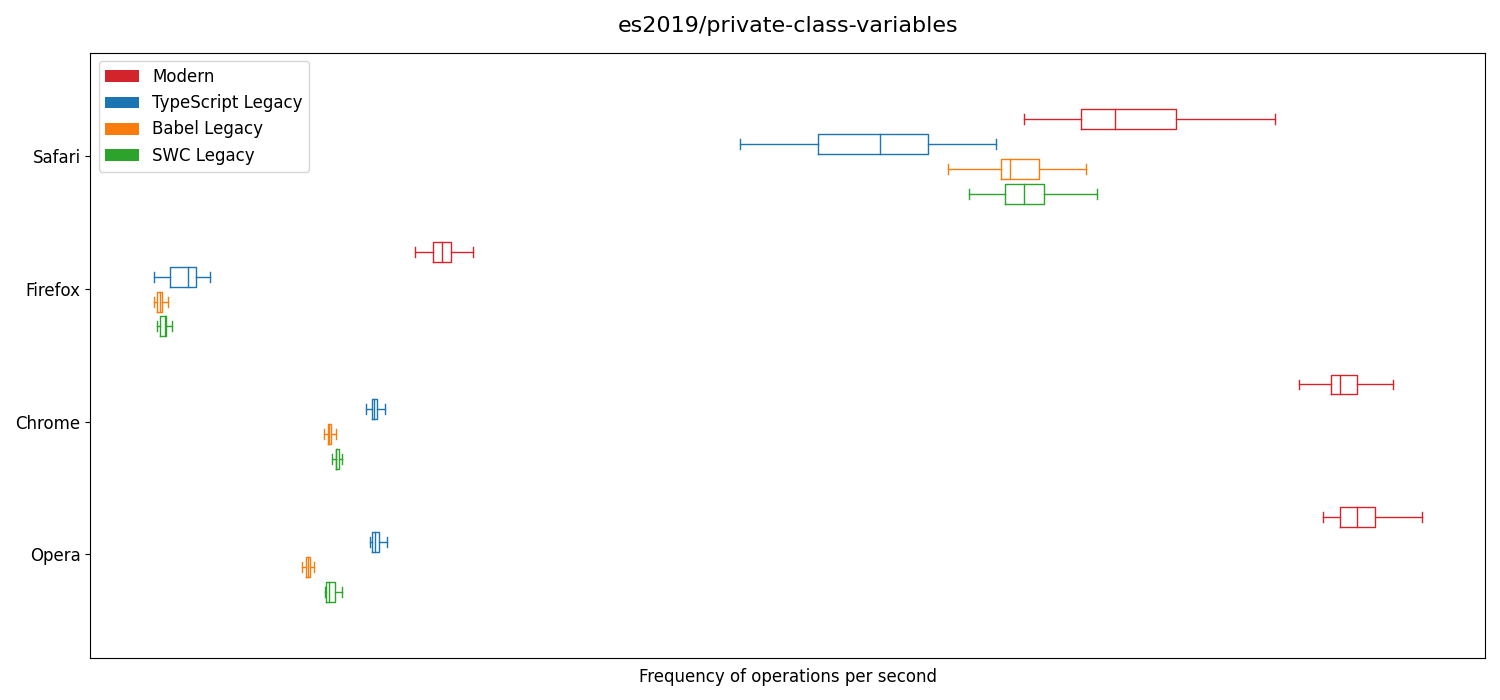 es2019/private-class-variables
Modern
TypeScript Legacy
Babel Legacy
SWC Legacy
Safari
Firefox
Chrome
Opera
Frequency of operations per second